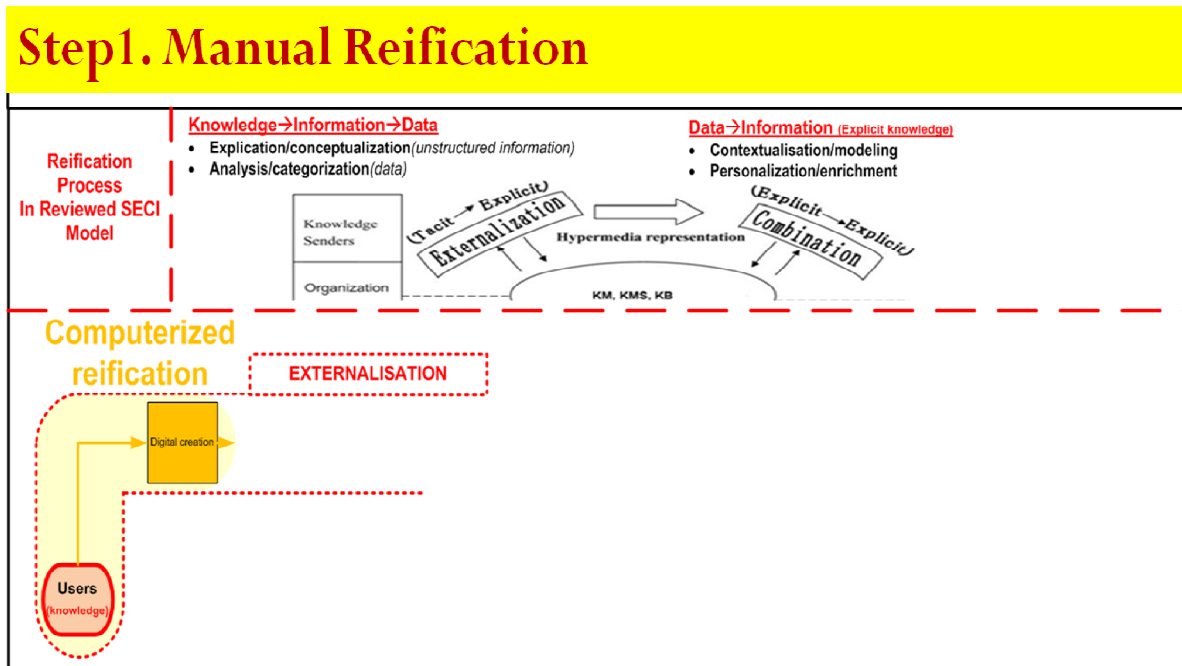 Step1. Manual Reification
Reification
Process
In Reviewed SECI
Model
Knowledge→Information→Data
• Explication/conceptualization(unstructured information)
• Analysis/categorization(data)
Data→Information (Explicit knowledge)
• Contextualisation/modeling
• Personalization/enrichment
Knowledge
Senders
Organization
(Tacit→Explicit)
Externalization
Hypermedia representation
(Explicit→Explicit)
Combination
KM, KMS, KB
Computerized
reification
EXTERNALISATION
Digital creation
Users
(knowledge)